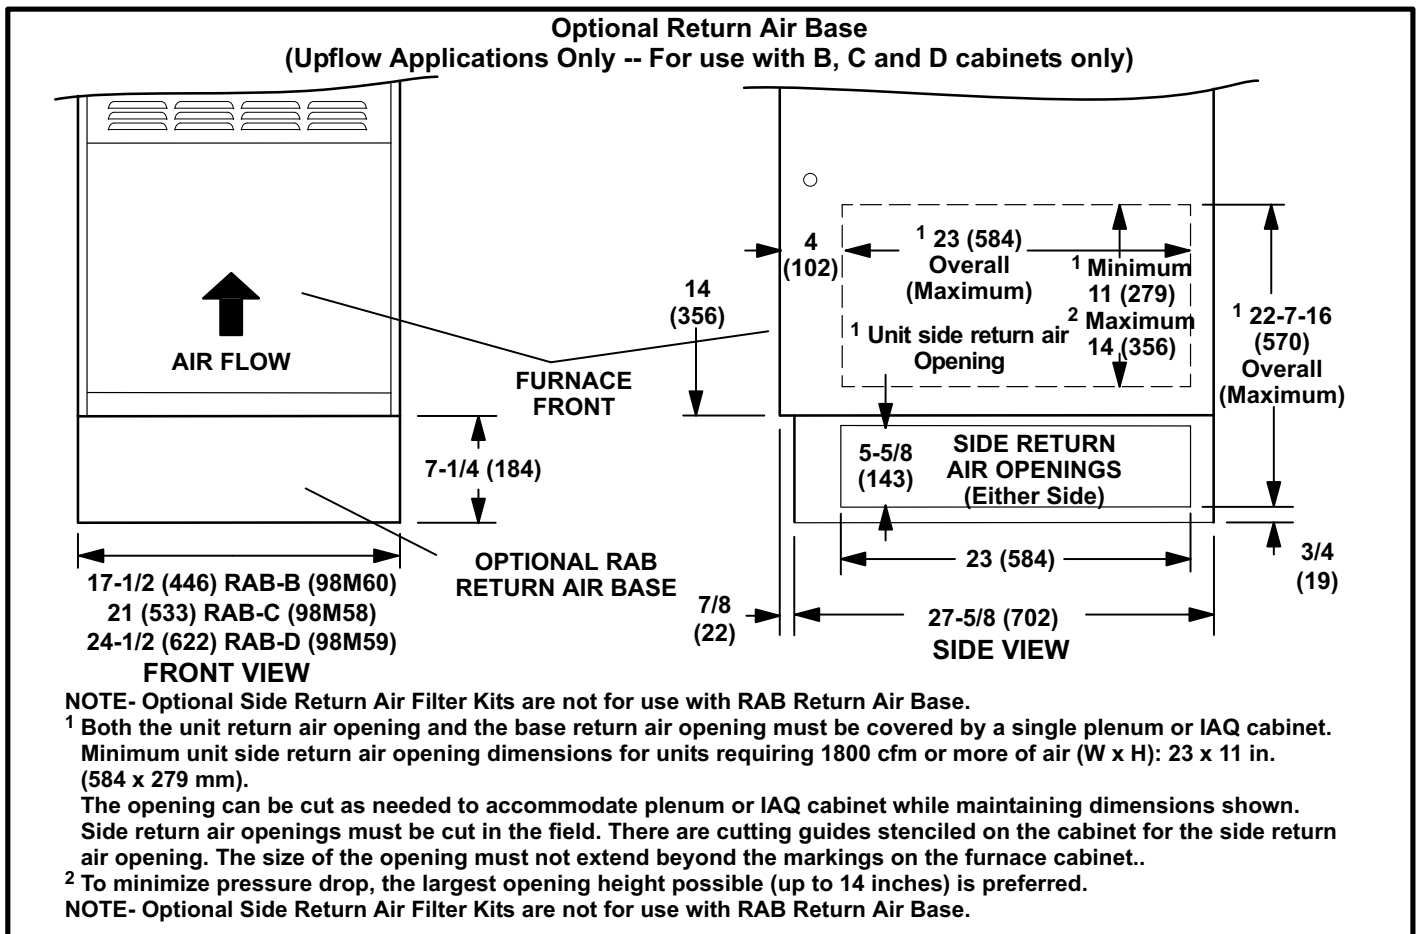 Optional Return Air Base
(Upflow Applications Only -- For use with B, C and D cabinets only)
AIR FLOW
FURNACE
FRONT
7-1/4 (184)
OPTIONAL RAB
RETURN AIR BASE
17-1/2 (446) RAB-B (98M60)
21 (533) RAB-C (98M58)
24-1/2 (622) RAB-D (98M59)
FRONT VIEW
4
(102)
1 23 (584)
Overall
(Maximum)
1 Minimum
11 (279)
2 Maximum
14 (356)
14
(356)
1 Unit side return air
Opening
1 22-7-16
(570)
Overall
(Maximum)
5-5/8
(143)
SIDE RETURN
AIR OPENINGS
(Either Side)
23 (584)
3/4
(19)
7/8
(22)
27-5/8 (702)
SIDE VIEW
NOTE- Optional Side Return Air Filter Kits are not for use with RAB Return Air Base.
1 Both the unit return air opening and the base return air opening must be covered by a single plenum or IAQ cabinet.
Minimum unit side return air opening dimensions for units requiring 1800 cfm or more of air (W x H): 23 x 11 in.
(584 x 279 mm).
The opening can be cut as needed to accommodate plenum or IAQ cabinet while maintaining dimensions shown.
Side return air openings must be cut in the field. There are cutting guides stenciled on the cabinet for the side return
air opening. The size of the opening must not extend beyond the markings on the furnace cabinet..
2 To minimize pressure drop, the largest opening height possible (up to 14 inches) is preferred.
NOTE- Optional Side Return Air Filter Kits are not for use with RAB Return Air Base.